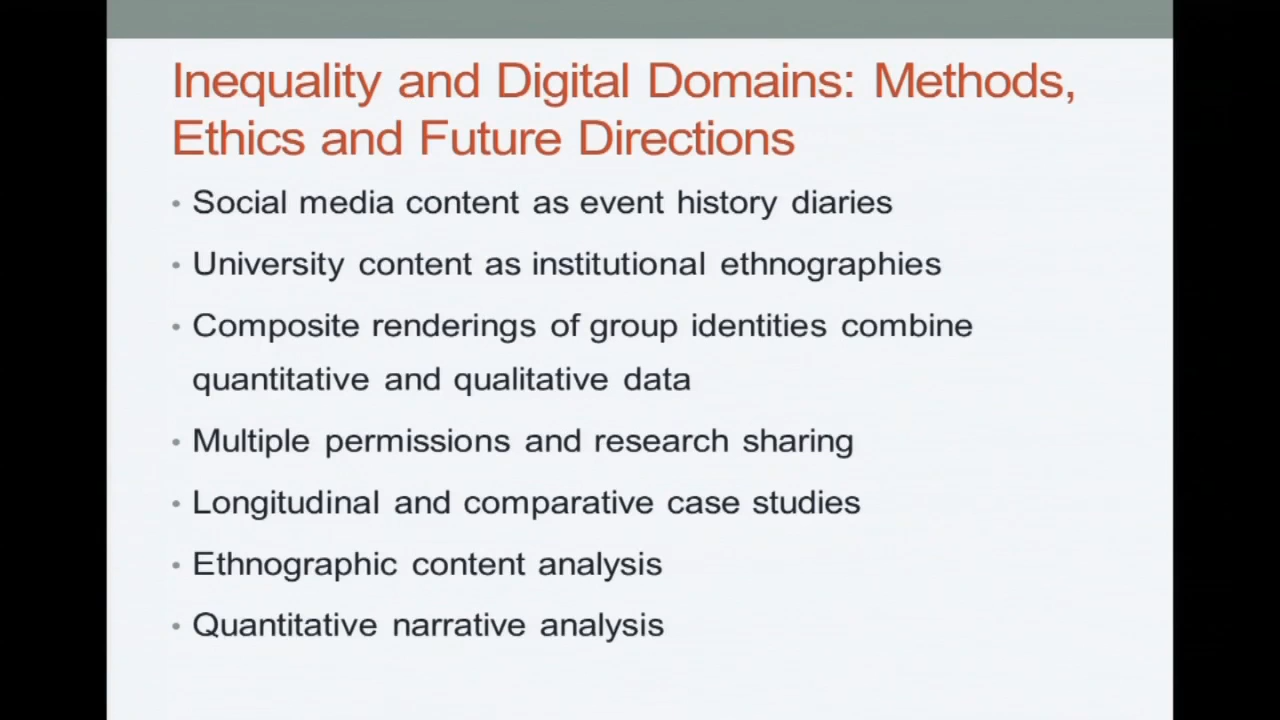 Inequality and Digital Domains: Methods,
Ethics and Future Directions
• Social media content as event history diaries
• University content as institutional ethnographies
• Composite renderings of group identities combine
quantitative and qualitative data
• Multiple permissions and research sharing
• Longitudinal and comparative case studies
• Ethnographic content analysis
• Quantitative narrative analysis